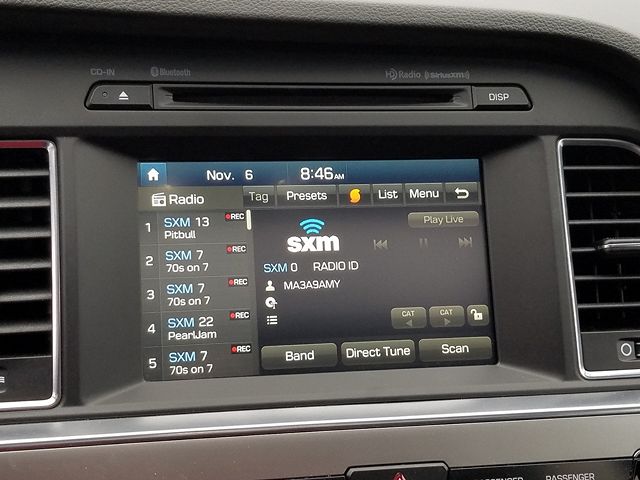 CD-IN
Bluetooth
HD Radio
((SiriusXM))
DISP
Nov. 6
8:46AM
Radio
Tag
Presets
List
Menu
1 SXM 13 REC
Pitbull
2 SXM 7 REC
70s on 7
3 SXM 7 REC
70s on 7
4 SXM 22 REC
PearlJam
5 SXM 7 REC
70s on 7
Play Live
sxm
SXM 0 RADIO ID
MA3A9AMY
CAT
CAT
Band
Direct Tune
Scan
PASSENGER
PASSENGER